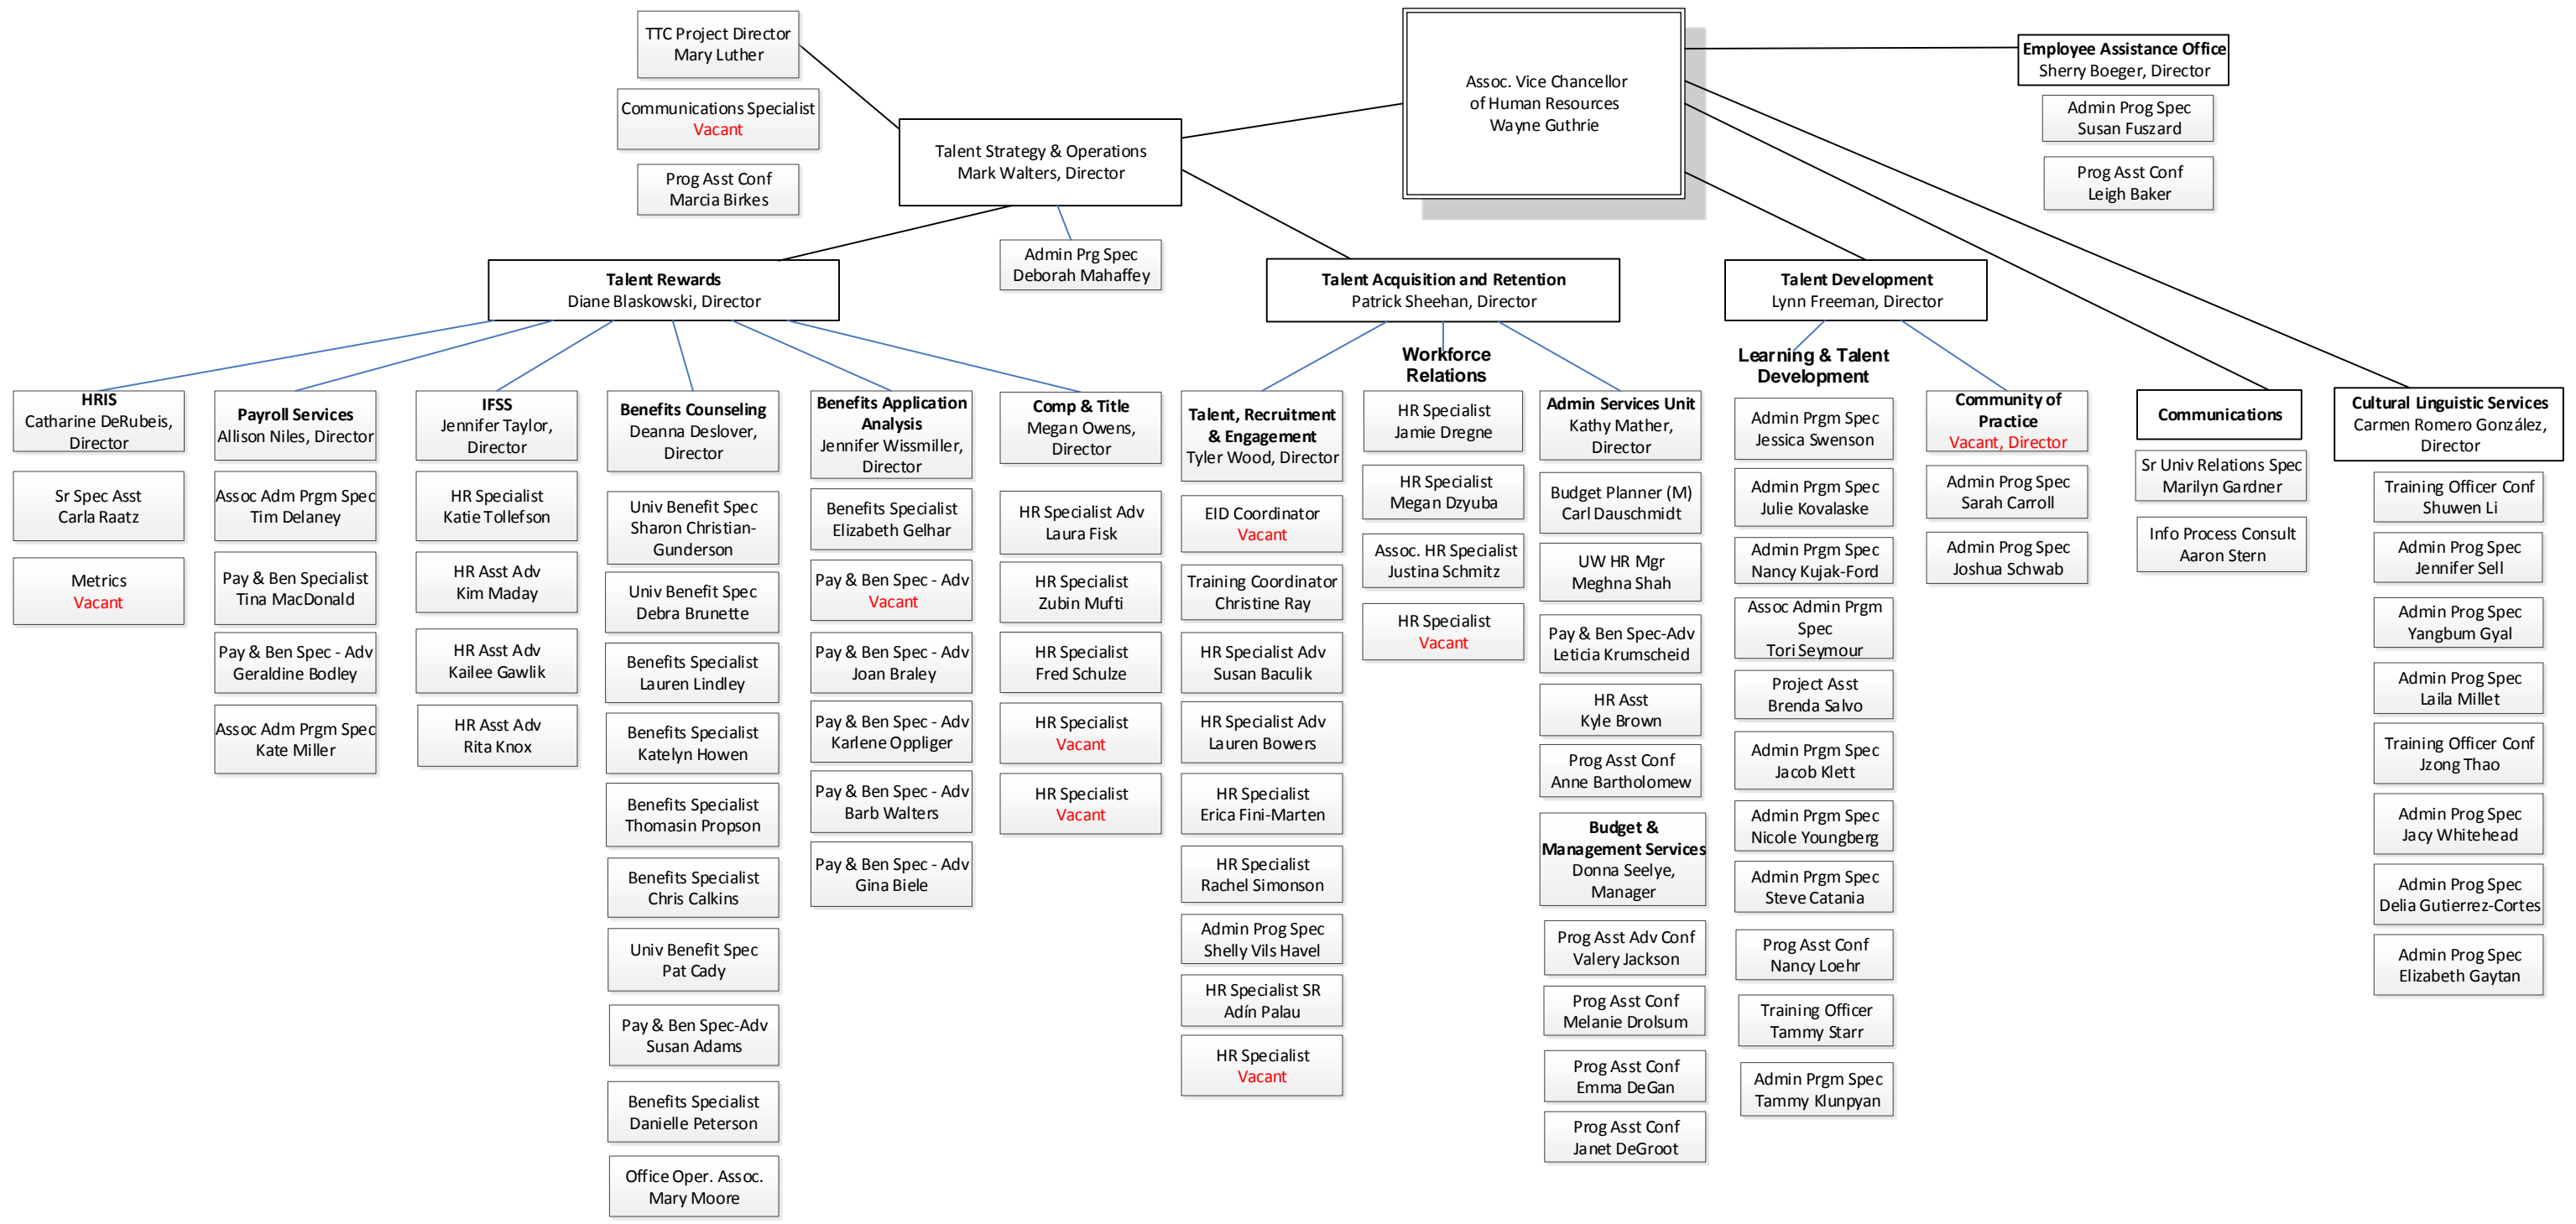 TTC Project Director
Mary Luther
Communications Specialist
Vacant
Prog Asst Conf
Marcia Birkes
Talent Strategy & Operations
Mark Walters, Director
Admin Prg Spec
Deborah Mahaffey
Assoc. Vice Chancellor
of Human Resources
Wayne Guthrie
Employee Assistance Office
Sherry Boeger, Director
Admin Prog Spec
Susan Fuszard
Prog Asst Conf
Leigh Baker
Talent Rewards
Diane Blaskowski, Director
Talent Acquisition and Retention
Patrick Sheehan, Director
Talent Development
Lynn Freeman, Director
HRIS
Catharine DeRubeis,
Director
Sr Spec Asst
Carla Raatz
Metrics
Vacant
Payroll Services
Allison Niles, Director
Assoc Adm Prgm Spec
Tim Delaney
Pay & Ben Specialist
Tina MacDonald
Pay & Ben Spec - Adv
Geraldine Bodley
Assoc Adm Prgm Spec
Kate Miller
IFSS
Jennifer Taylor,
Director
HR Specialist
Katie Tollefson
HR Asst Adv
Kim Maday
HR Asst Adv
Kailee Gawlik
HR Asst Adv
Rita Knox
Benefits Counseling
Deanna Deslover,
Director
Univ Benefit Spec
Sharon Christian-
Gunderson
Univ Benefit Spec
Debra Brunette
Benefits Specialist
Lauren Lindley
Benefits Specialist
Katelyn Howen
Benefits Specialist
Thomasin Propson
Benefits Specialist
Chris Calkins
Univ Benefit Spec
Pat Cady
Pay & Ben Spec-Adv
Susan Adams
Benefits Specialist
Danielle Peterson
Office Oper. Assoc.
Mary Moore
Benefits Application
Analysis
Jennifer Wissmiller,
Director
Benefits Specialist
Elizabeth Gelhar
Pay & Ben Spec - Adv
Vacant
Pay & Ben Spec - Adv
Joan Braley
Pay & Ben Spec - Adv
Karlene Oppliger
Pay & Ben Spec - Adv
Barb Walters
Pay & Ben Spec - Adv
Gina Biele
Comp & Title
Megan Owens,
Director
HR Specialist Adv
Laura Fisk
HR Specialist
Zubin Mufti
HR Specialist
Fred Schulze
HR Specialist
Vacant
HR Specialist
Vacant
Talent, Recruitment
& Engagement
Tyler Wood, Director
EID Coordinator
Vacant
Training Coordinator
Christine Ray
HR Specialist Adv
Susan Baculik
HR Specialist Adv
Lauren Bowers
HR Specialist
Erica Fini-Marten
HR Specialist
Rachel Simonson
Admin Prog Spec
Shelly Vils Havel
HR Specialist SR
Adín Palau
HR Specialist
Vacant
Workforce
Relations
HR Specialist
Jamie Dregne
HR Specialist
Megan Dzyuba
Assoc. HR Specialist
Justina Schmitz
HR Specialist
Vacant
Admin Services Unit
Kathy Mather,
Director
Budget Planner (M)
Carl Dauschmidt
UW HR Mgr
Meghna Shah
Pay & Ben Spec-Adv
Leticia Krumscheid
HR Asst
Kyle Brown
Prog Asst Conf
Anne Bartholomew
Budget &
Management Services
Donna Seelye,
Manager
Prog Asst Adv Conf
Valery Jackson
Prog Asst Conf
Melanie Drolsum
Prog Asst Conf
Emma DeGan
Prog Asst Conf
Janet DeGroot
Learning & Talent
Development
Admin Prgm Spec
Jessica Swenson
Admin Prgm Spec
Julie Kovalaske
Admin Prgm Spec
Nancy Kujak-Ford
Assoc Admin Prgm
Spec
Tori Seymour
Project Asst
Brenda Salvo
Admin Prgm Spec
Jacob Klett
Admin Prgm Spec
Nicole Youngberg
Admin Prgm Spec
Steve Catania
Prog Asst Conf
Nancy Loehr
Training Officer
Tammy Starr
Admin Prgm Spec
Tammy Klunpyan
Community of
Practice
Vacant, Director
Admin Prog Spec
Sarah Carroll
Admin Prog Spec
Joshua Schwab
Communications
Sr Univ Relations Spec
Marilyn Gardner
Info Process Consult
Aaron Stern
Cultural Linguistic Services
Carmen Romero González,
Director
Training Officer Conf
Shuwen Li
Admin Prog Spec
Jennifer Sell
Admin Prog Spec
Yangbum Gyal
Admin Prog Spec
Laila Millet
Training Officer Conf
Jzong Thao
Admin Prog Spec
Jacy Whitehead
Admin Prog Spec
Delia Gutierrez-Cortes
Admin Prog Spec
Elizabeth Gaytan